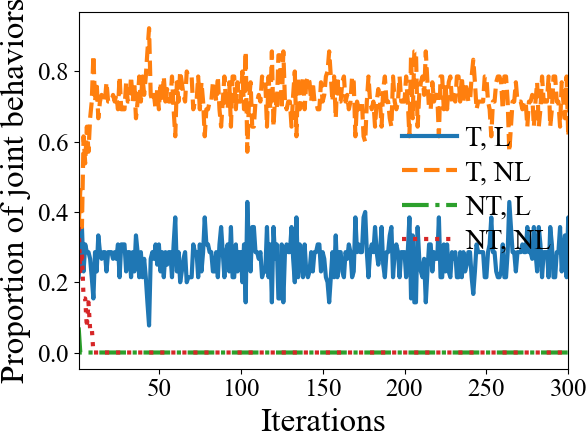 Proportion of joint behaviors
0.8
0.6
0.4
0.2
0.0
T, L
T, NL
NT, L
NT, NL
50
100
150
200
250
300
Iterations